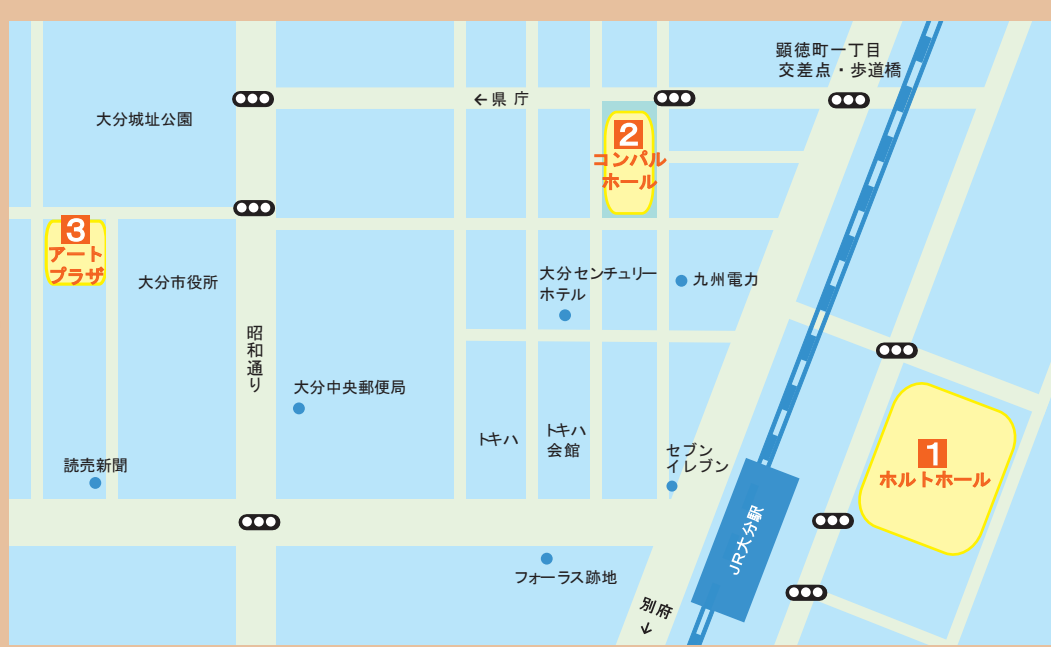 顕徳町一丁目
交差点・歩道橋
←県庁
大分城址公園
2
コンパル
ホール
3
アート
プラザ
大分市役所
大分センチュリー
ホテル
九州電力
昭和通り
大分中央郵便局
トキハ
トキハ
会館
セブン
イレブン
1
ホルトホール
読売新聞
JR大分駅
フォーラス跡地
別府
↓